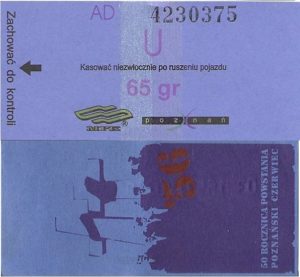 AD 4230375
U
Kasować niezwłocznie po ruszeniu pojazdu
65 gr
MPK poznań
Zachować do kontroli
56
50 ROCZNICA POWSTANIA
POZNAŃSKI CZERWIEC